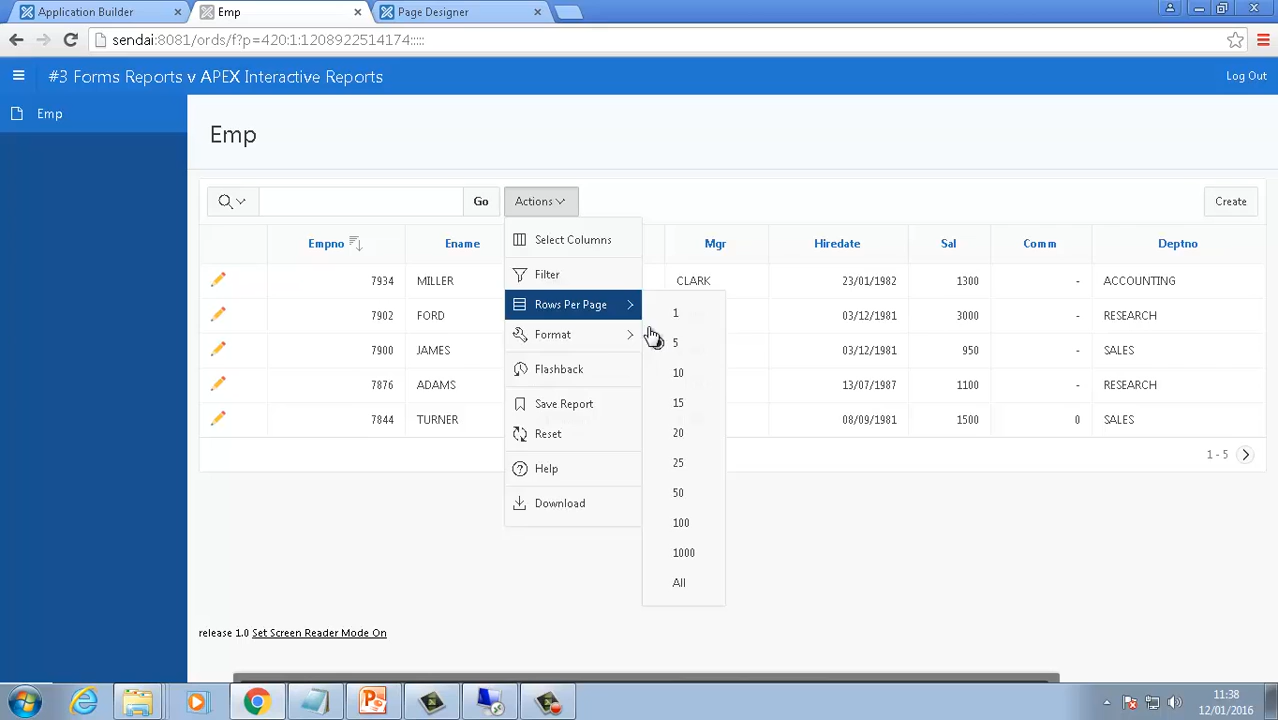 Application Builder
Emp
Page Designer
sendai:8081/ords/f?p=420:1:1208922514174:::::
#3 Forms Reports v APEX Interactive Reports
Log Out
Emp
Emp
Go
Actions
Create
Empno
Ename
Mgr
Hiredate
Sal
Comm
Deptno
7934 MILLER CLARK 23/01/1982 1300 - ACCOUNTING
7902 FORD 03/12/1981 3000 - RESEARCH
7900 JAMES 03/12/1981 950 - SALES
7876 ADAMS 13/07/1987 1100 - RESEARCH
7844 TURNER 08/09/1981 1500 0 SALES
1 - 5
Select Columns
Filter
Rows Per Page
Format
Flashback
Save Report
Reset
Help
Download
1
5
10
15
20
25
50
100
1000
All
release 1.0 Set Screen Reader Mode On
11:38
12/01/2016